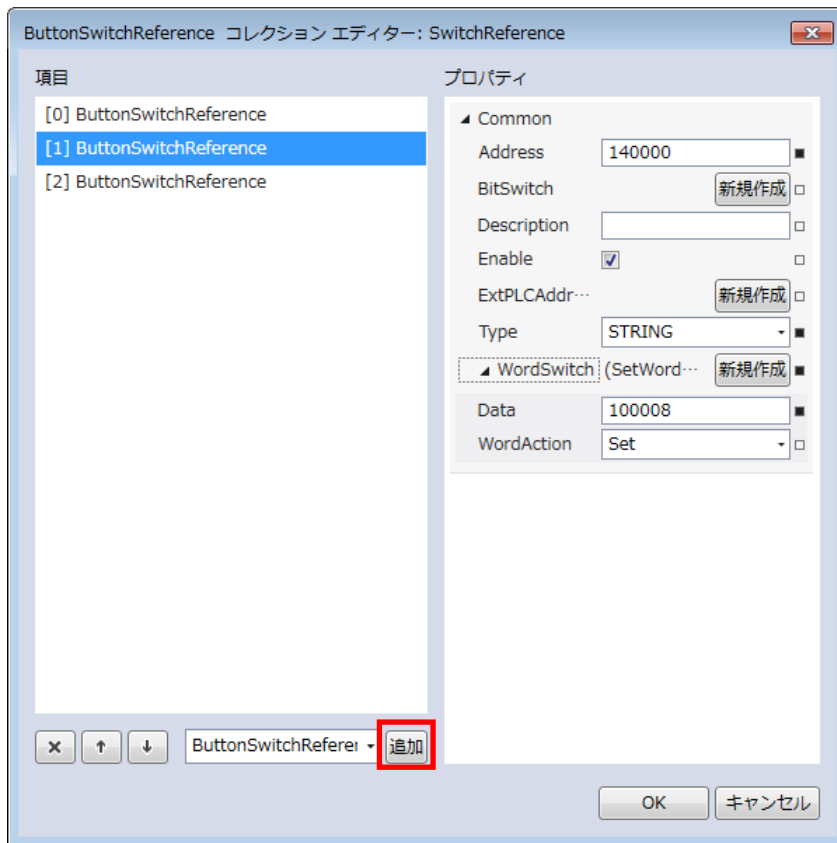 ButtonSwitchReference コレクション エディター: SwitchReference
項目
[0] ButtonSwitchReference
[1] ButtonSwitchReference
[2] ButtonSwitchReference
ButtonSwitchReferer
追加
プロパティ
Common
Address 140000
BitSwitch 新規作成
Description
Enable
ExtPLCAddr… 新規作成
Type STRING
WordSwitch (SetWord… 新規作成
Data 100008
WordAction Set
OK キャンセル